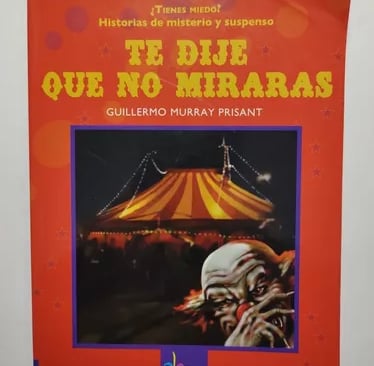 ¿TIENES MIEDO?
Historias de misterio y suspenso
TE DIJE
QUE NO MIRARAS
GUILLERMO MURRAY PRISANT